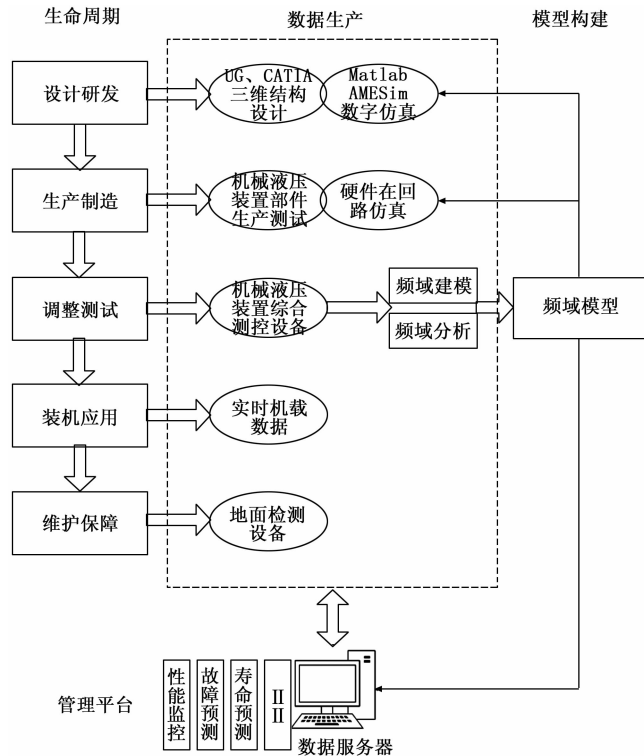 生命周期
数据生产
模型构建
设计研发
UG、CATIA
三维结构
设计
Matlab
AMESim
数字仿真
生产制造
机械液压
装置部件
生产测试
硬件在回
路仿真
调整测试
机械液压
装置综合
测控设备
频域建模
频域分析
频域模型
装机应用
实时机载
数据
维护保障
地面检测
设备
管理平台
性能监控
故障预测
寿命预测
数据服务器